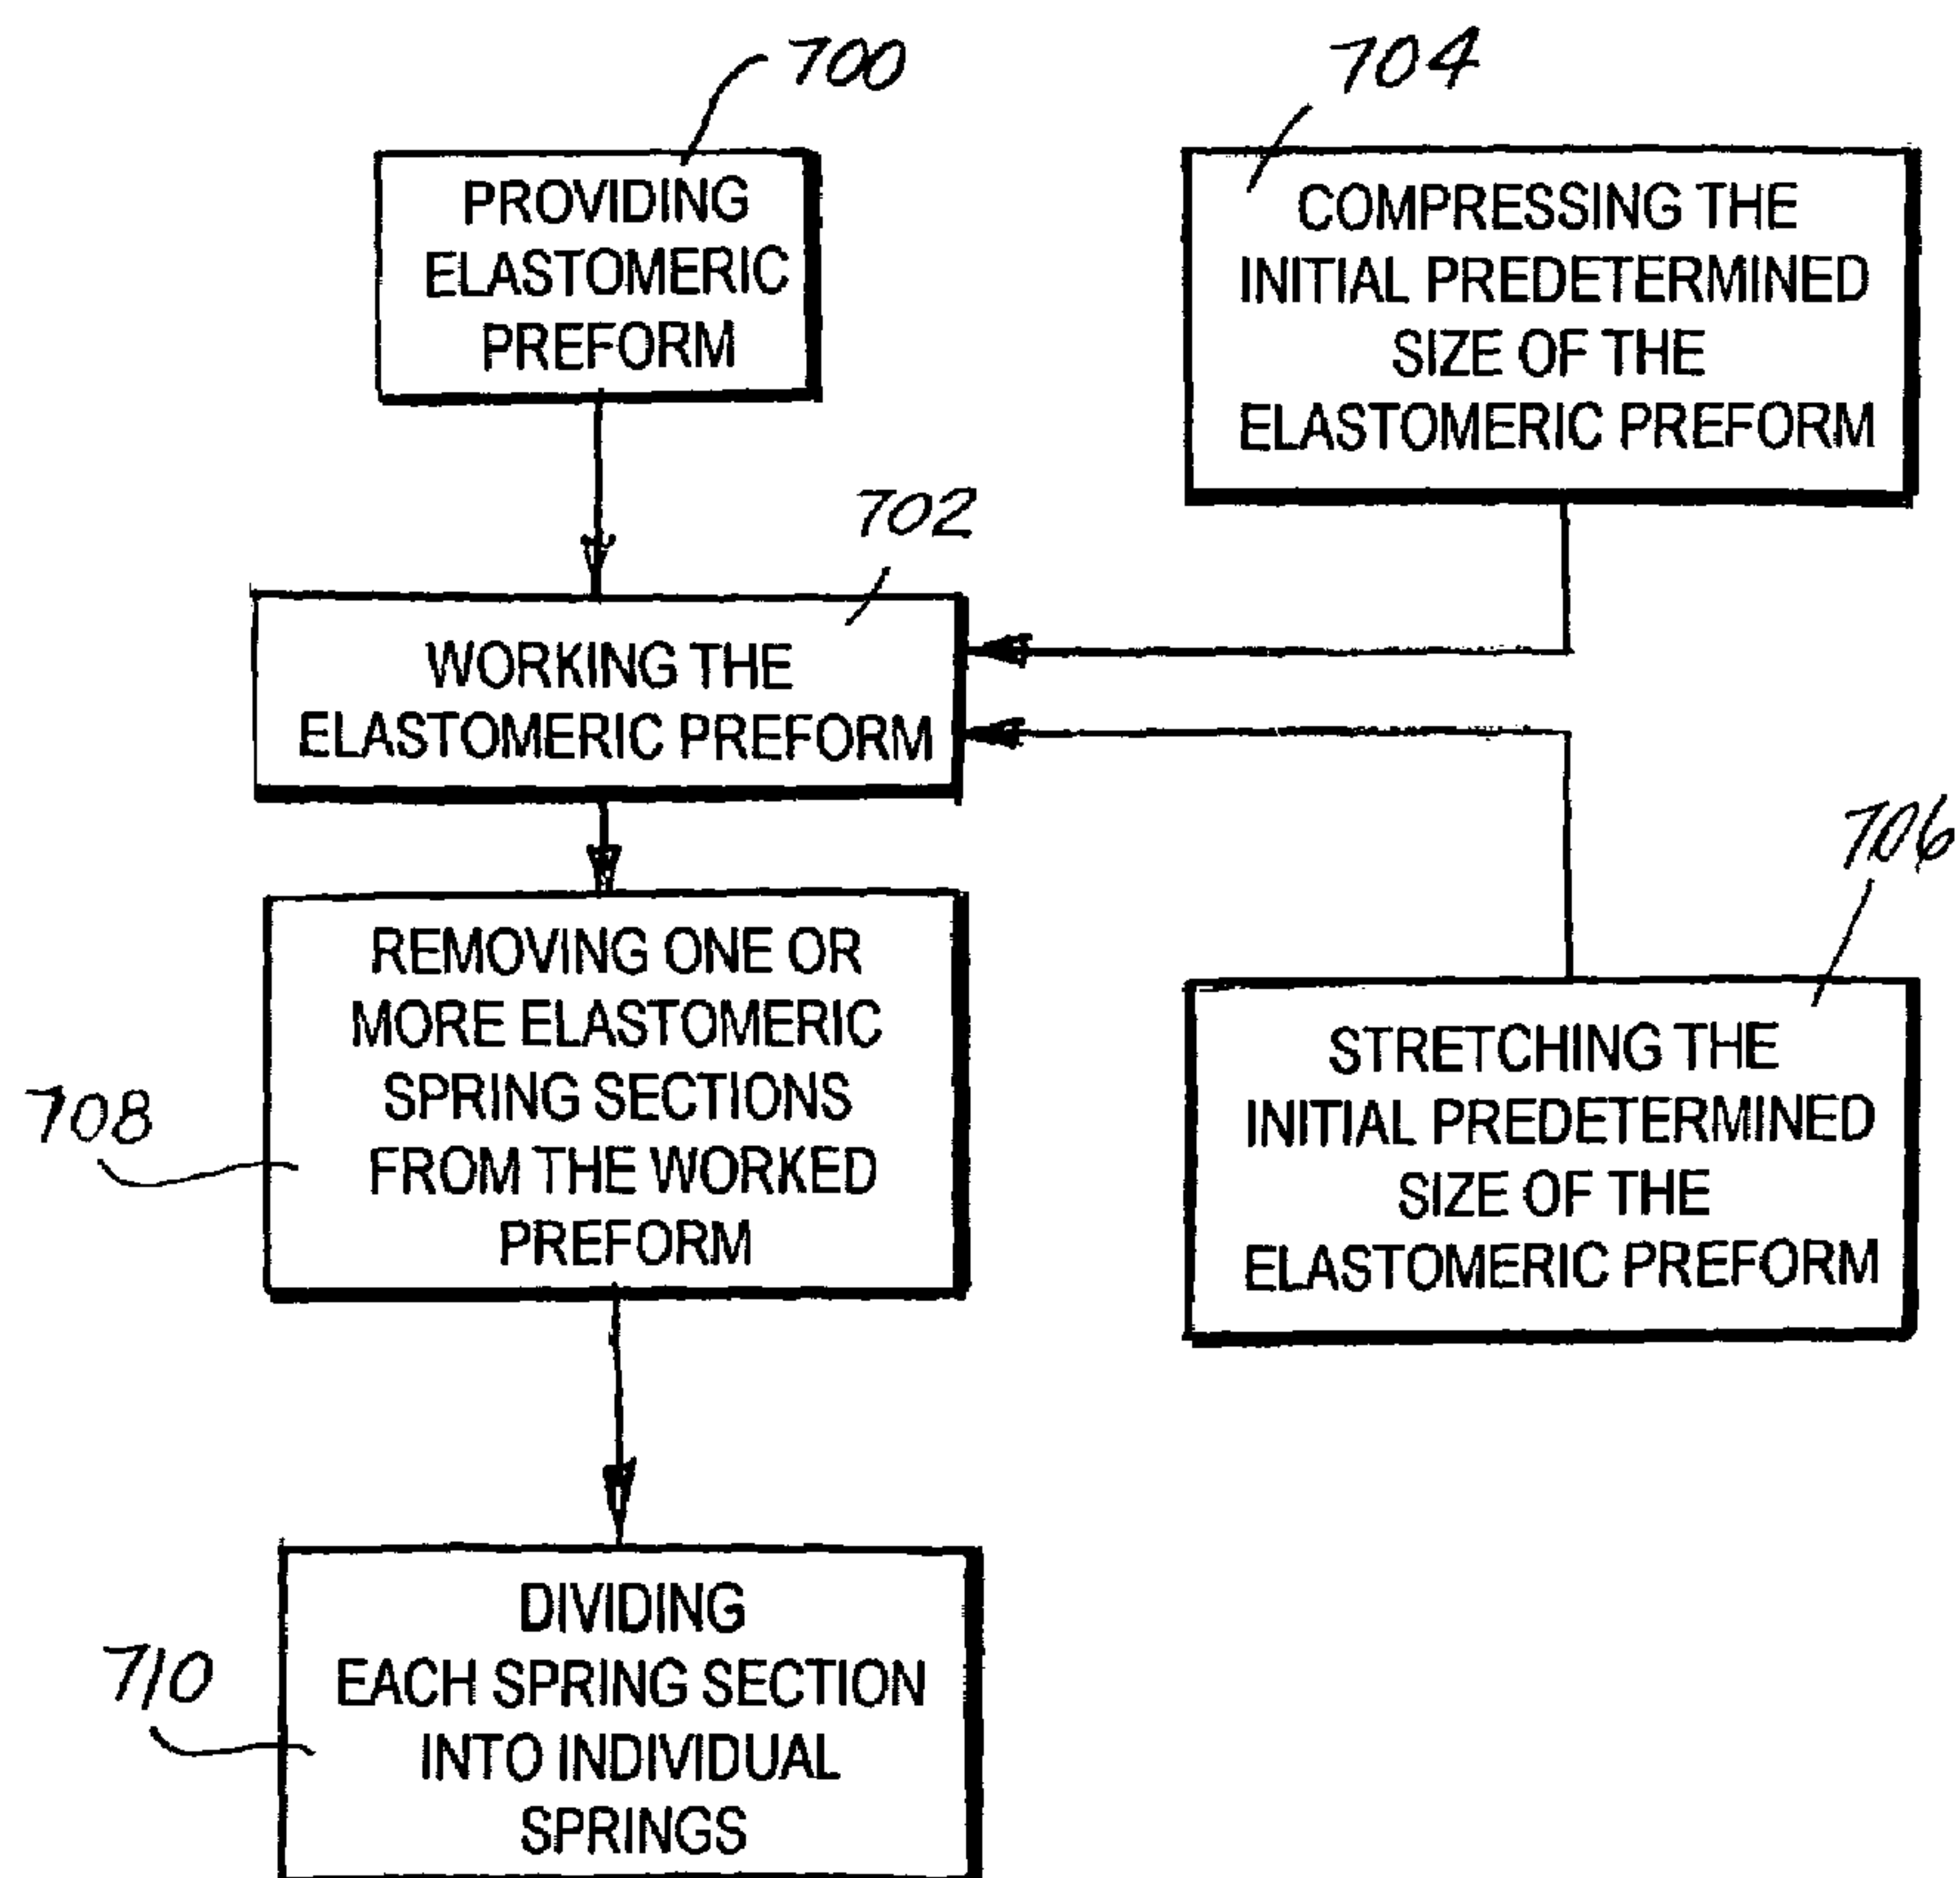 700
PROVIDING
ELASTOMERIC
PREFORM
704
COMPRESSING THE
INITIAL PREDETERMINED
SIZE OF THE
ELASTOMERIC PREFORM
702
WORKING THE
ELASTOMERIC PREFORM
706
STRETCHING THE
INITIAL PREDETERMINED
SIZE OF THE
ELASTOMERIC PREFORM
708
REMOVING ONE OR
MORE ELASTOMERIC
SPRING SECTIONS
FROM THE WORKED
PREFORM
710
DIVIDING
EACH SPRING SECTION
INTO INDIVIDUAL
SPRINGS